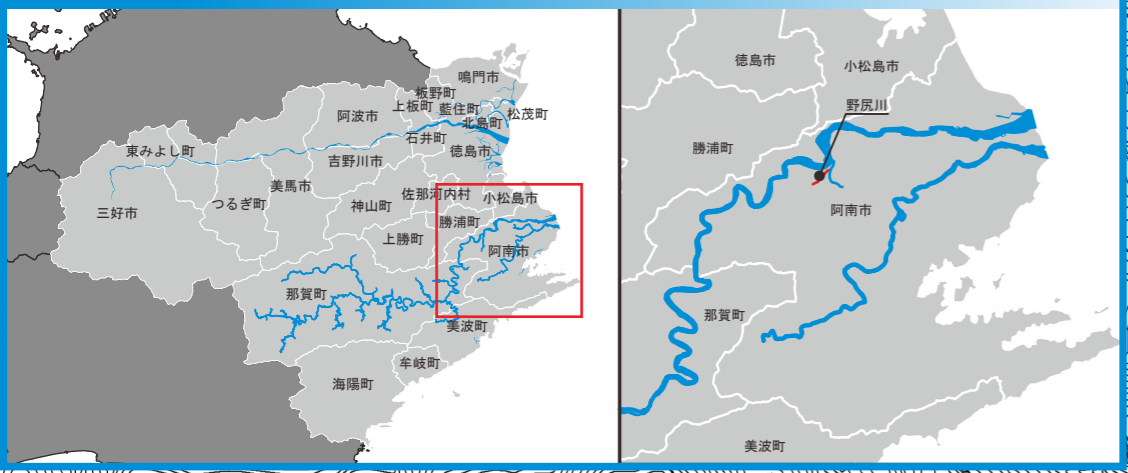 鳴門市
板野町
上板町
藍住町
松茂町
北島町
阿波市
石井町
徳島市
東みよし町
吉野川市
美馬市
佐那河内村
小松島市
つるぎ町
神山町
三好市
勝浦町
上勝町
阿南市
那賀町
美波町
牟岐町
海陽町
徳島市
小松島市
野尻川
勝浦町
阿南市
那賀町
美波町